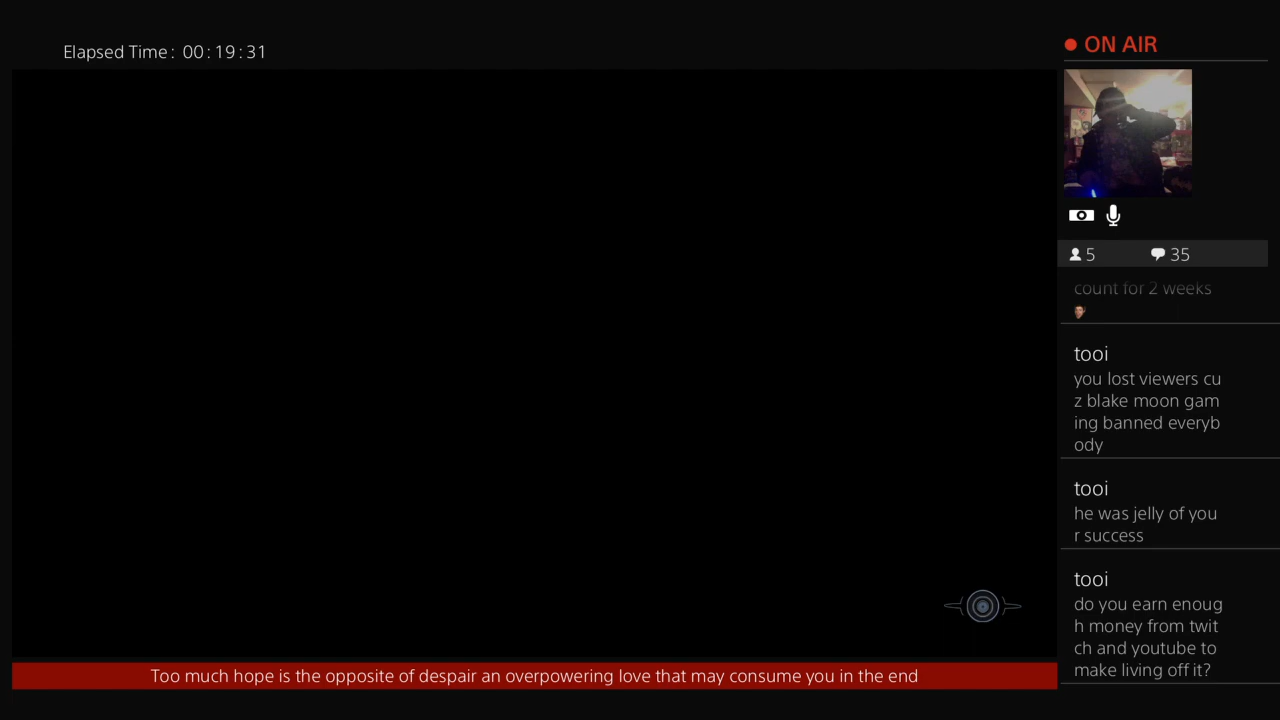 Elapsed Time: 00:19:31
ON AIR
5 35
count for 2 weeks
tooi
you lost viewers cu
z blake moon gam
ing banned everyb
ody
tooi
he was jelly of you
r success
tooi
do you earn enoug
h money from twit
ch and youtube to
make living off it?
Too much hope is the opposite of despair an overpowering love that may consume you in the end